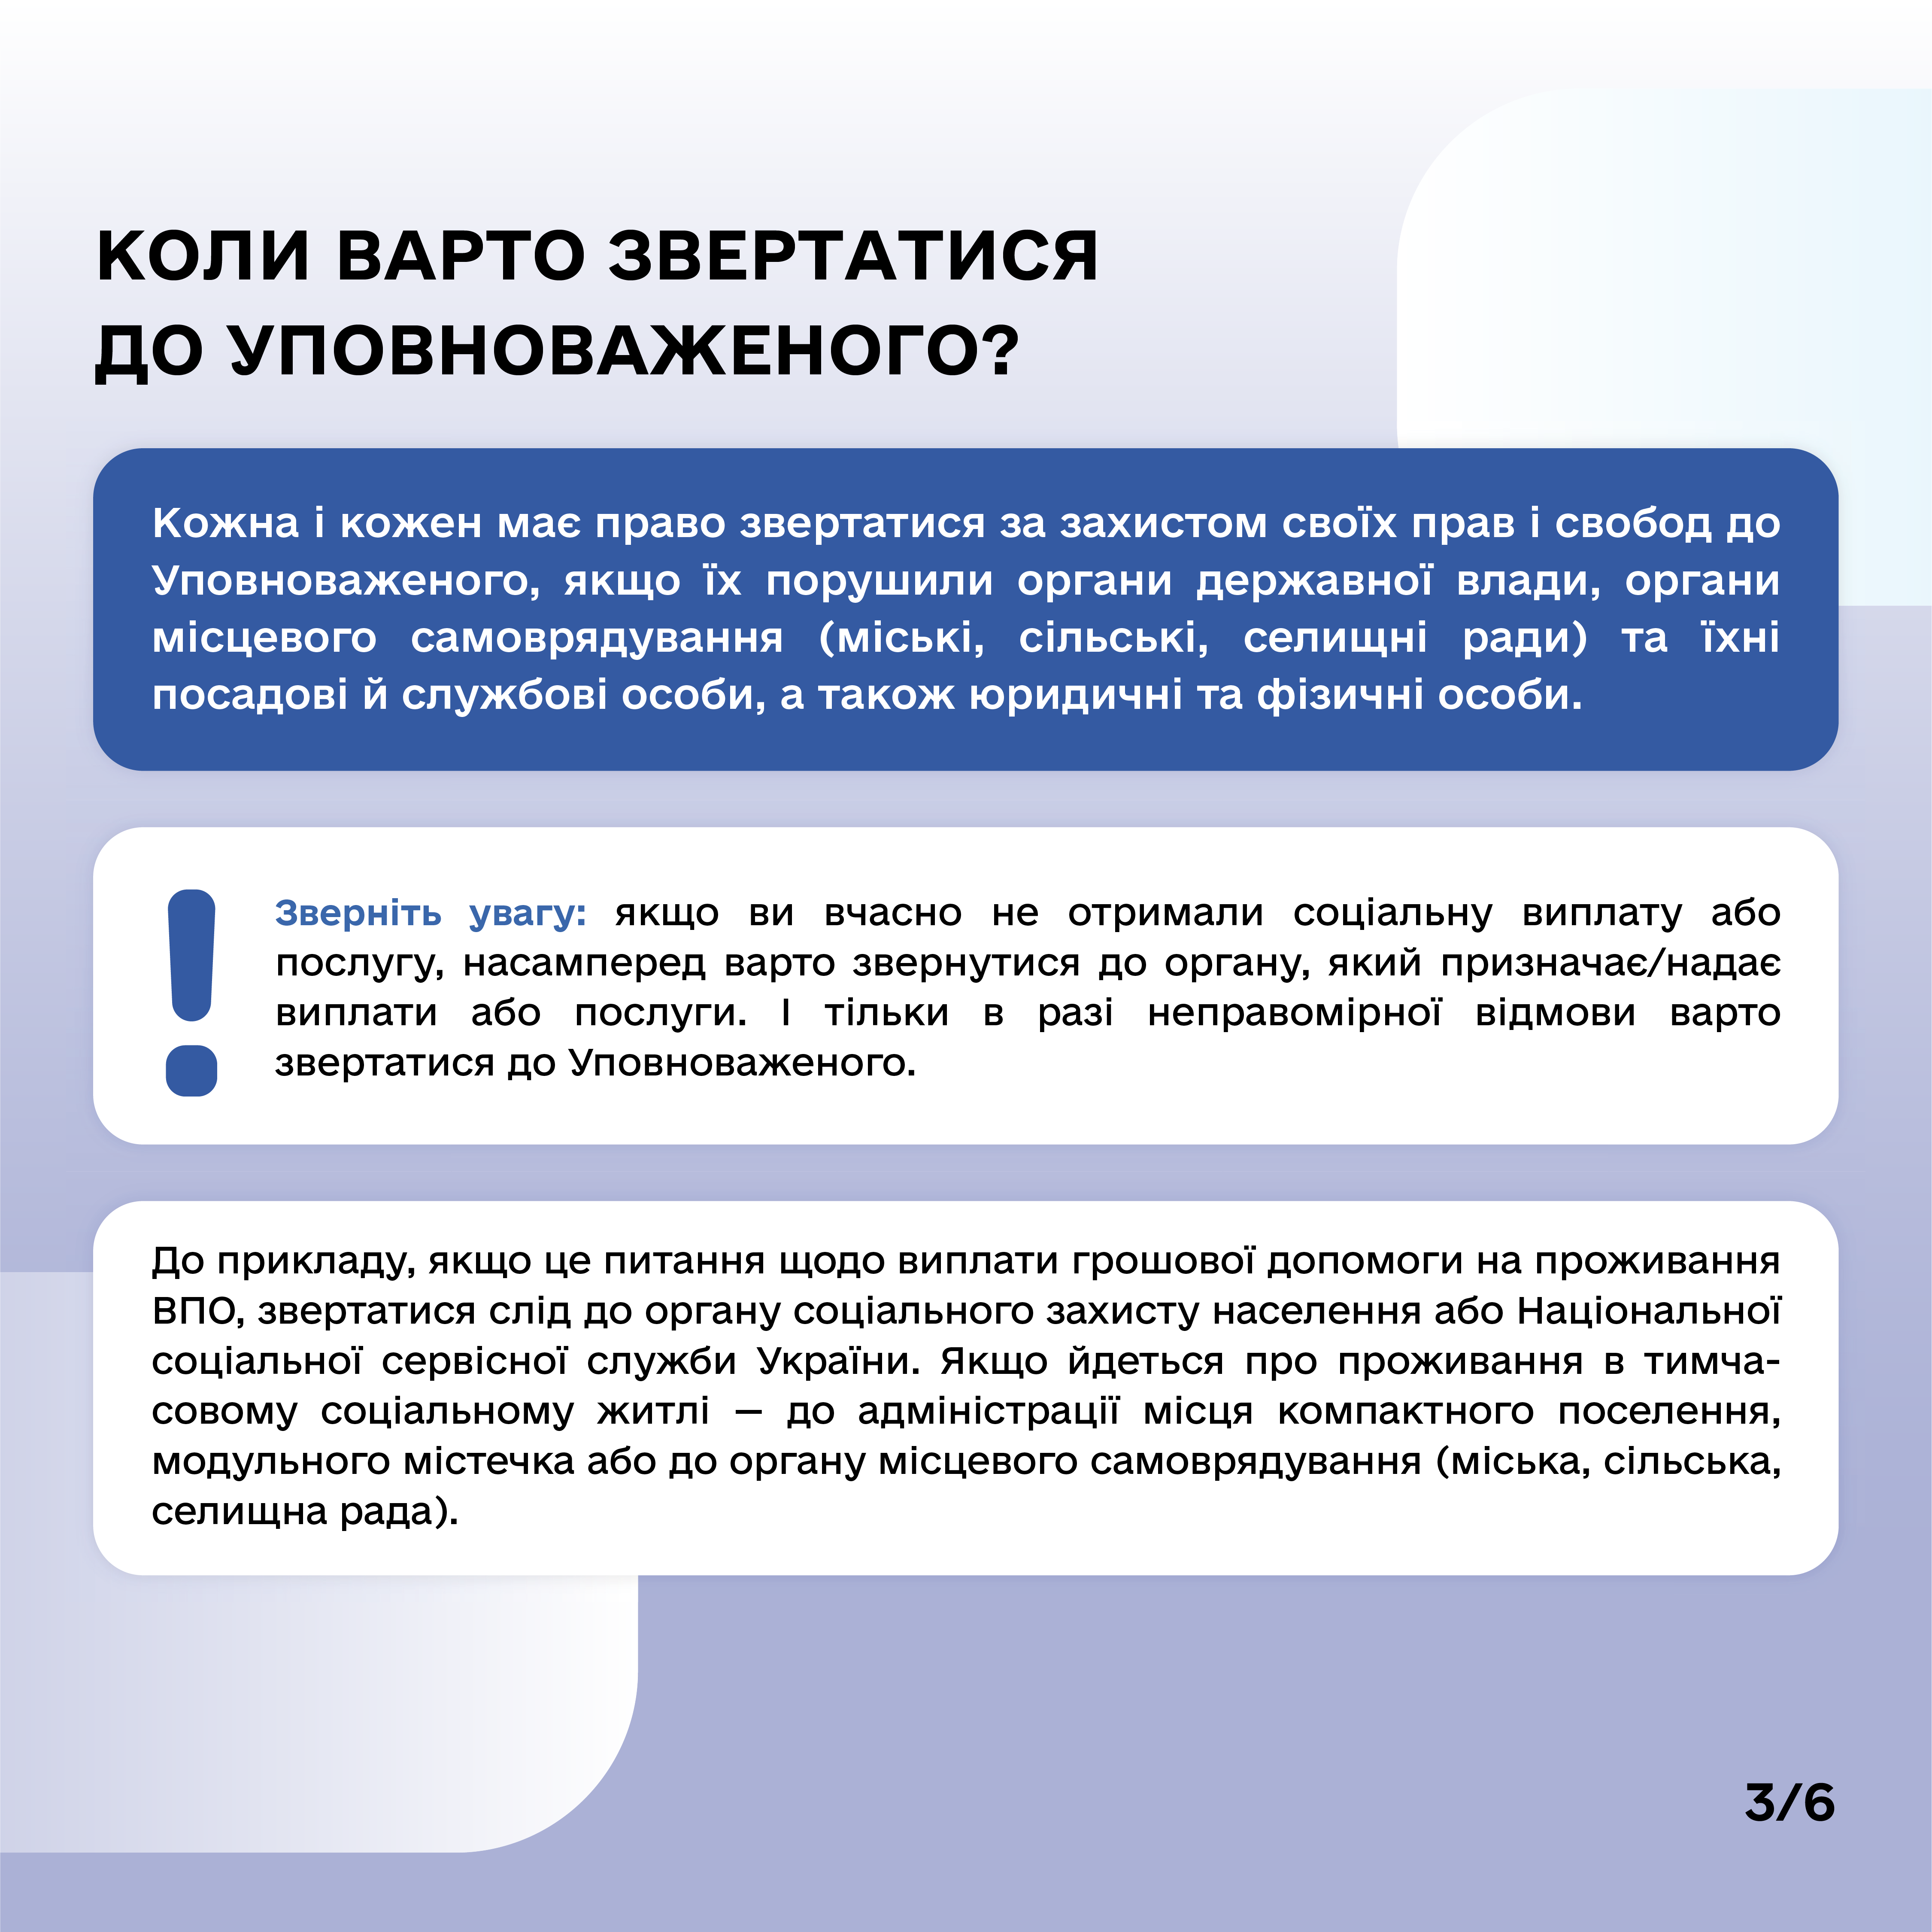 КОЛИ ВАРТО ЗВЕРТАТИСЯ
ДО УПОВНОВАЖЕНОГО?
Кожна і кожен має право звертатися за захистом своїх прав і свобод до
Уповноваженого, якщо їх порушили органи державної влади, органи
місцевого самоврядування (міські, сільські, селищні ради) та їхні
посадові й службові особи, а також юридичні та фізичні особи.
Зверніть увагу: якщо ви вчасно не отримали соціальну виплату або
послугу, насамперед варто звернутися до органу, який призначає/надає
виплати або послуги. І тільки в разі неправомірної відмови варто
звертатися до Уповноваженого.
До прикладу, якщо це питання щодо виплати грошової допомоги на проживання
ВПО, звертатися слід до органу соціального захисту населення або Національної
соціальної сервісної служби України. Якщо йдеться про проживання в тимча-
совому соціальному житлі — до адміністрації місця компактного поселення,
модульного містечка або до органу місцевого самоврядування (міська, сільська,
селищна рада).
3/6